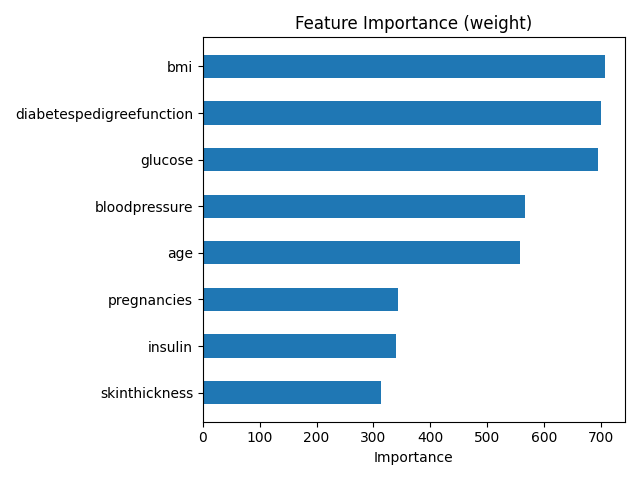 Feature Importance (weight)
bmi
diabetespedigreefunction
glucose
bloodpressure
age
pregnancies
insulin
skinthickness
0 100 200 300 400 500 600 700
Importance